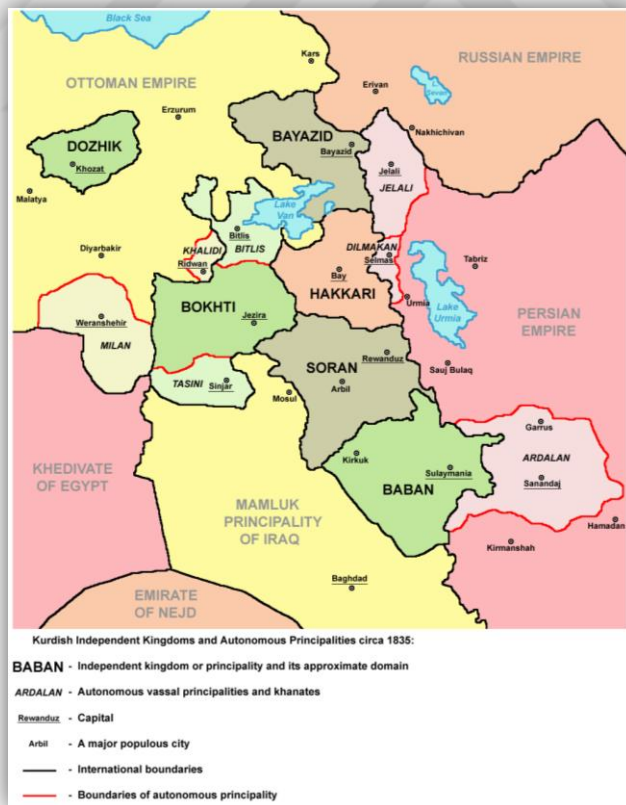 Black Sea
Kars
RUSSIAN EMPIRE
OTTOMAN EMPIRE
Erivan
L. Sevan
Erzurum
BAYAZID
Nakhichivan
DOZHIK
Bayazid
Khozat
Jelali
JELALI
Malatya
Lake
Van
Bitlis
DILMAKAN
KHALIDI
BITLIS
Diyarbakir
Selmas
Tabriz
Ridwan
Bay
HAKKARI
Urmia
BOKHTI
Lake
Urmia
PERSIAN
EMPIRE
Weranshehir
Jezira
MILAN
SORAN
Rewanduz
Sauj Bulaq
TASINI
Sinjar
Arbil
Mosul
Garrus
KHEDIVATE
OF EGYPT
Kirkuk
ARDALAN
Sulaymania
Sanandaj
BABAN
MAMLUK
PRINCIPALITY
OF IRAQ
Hamadan
Kirmanshah
Baghdad
EMIRATE
OF NEJD
Kurdish Independent Kingdoms and Autonomous Principalities circa 1835:
BABAN - Independent kingdom or principality and its approximate domain
ARDALAN - Autonomous vassal principalities and khanates
Rewanduz - Capital
Arbil - A major populous city
- International boundaries
- Boundaries of autonomous principality